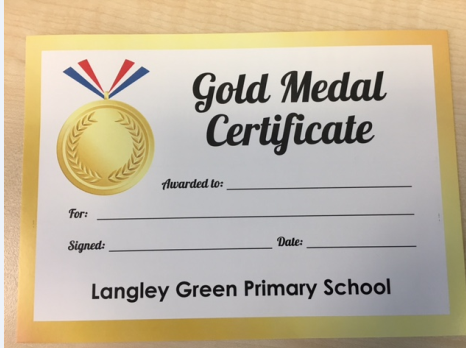 Gold Medal
Certificate
Awarded to:
For:
Signed: Date:
Langley Green Primary School